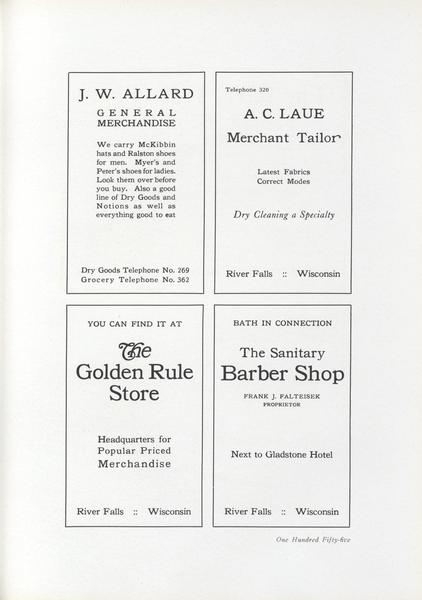 J. W. ALLARD
GENERAL
MERCHANDISE
We carry McKibbin
hats and Ralston shoes
for men. Myer's and
Peter's shoes for ladies.
Look them over before
you buy. Also a good
line of Dry Goods and
Notions as well as
everything good to eat
Dry Goods Telephone No. 269
Grocery Telephone No. 362
Telephone 320
A. C. LAUE
Merchant Tailor
Latest Fabrics
Correct Modes
Dry Cleaning a Specialty
River Falls :: Wisconsin
YOU CAN FIND IT AT
The
Golden Rule
Store
Headquarters for
Popular Priced
Merchandise
River Falls :: Wisconsin
BATH IN CONNECTION
The Sanitary
Barber Shop
FRANK J. FALTEISEK
PROPRIETOR
Next to Gladstone Hotel
River Falls :: Wisconsin
One Hundred Fifty-five